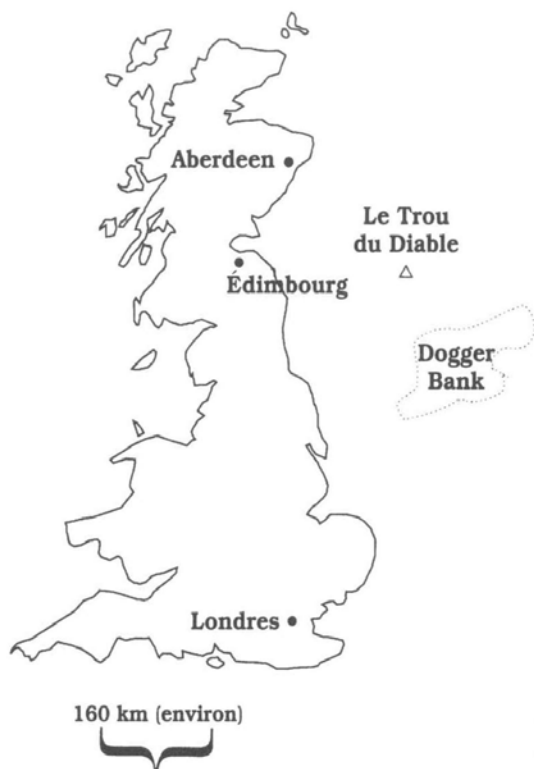 Aberdeen
Le Trou
du Diable
Édimbourg
Dogger
Bank
Londres
160 km (environ)